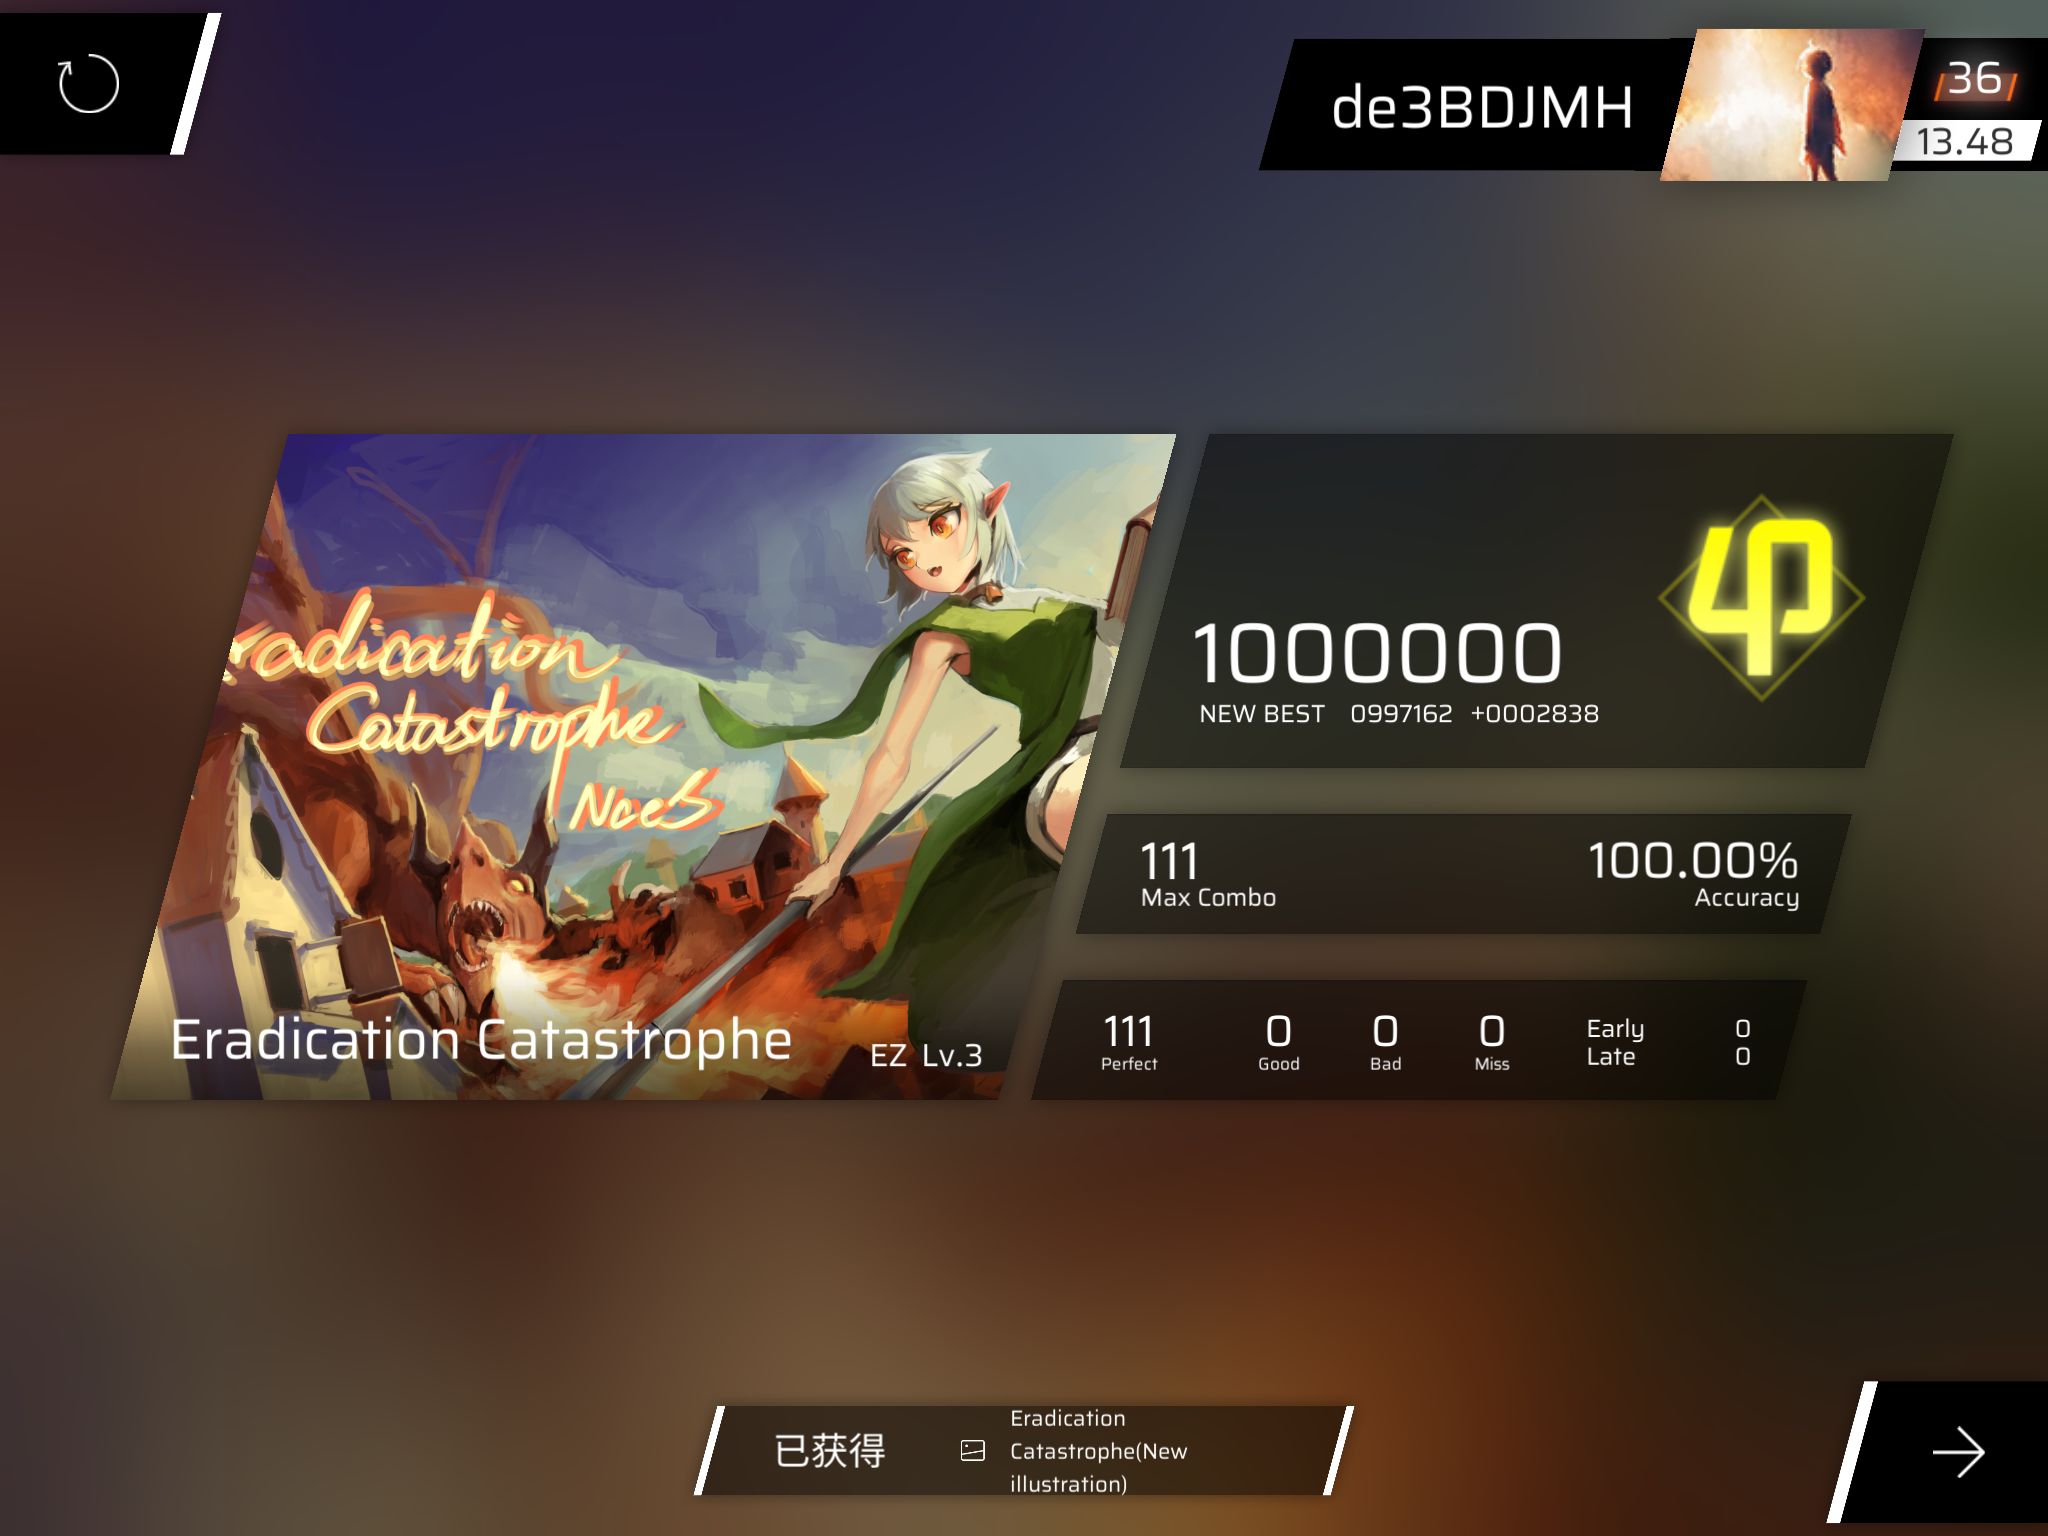 de3BDJMH
36
13.48
Eradication
Catastrophe
NceS
Eradication Catastrophe
EZ Lv.3
φ
1000000
NEW BEST 0997162 +0002838
111
Max Combo
100.00%
Accuracy
111
Perfect
0
Good
0
Bad
0
Miss
Early 0
Late 0
已获得
Eradication
Catastrophe(New
illustration)